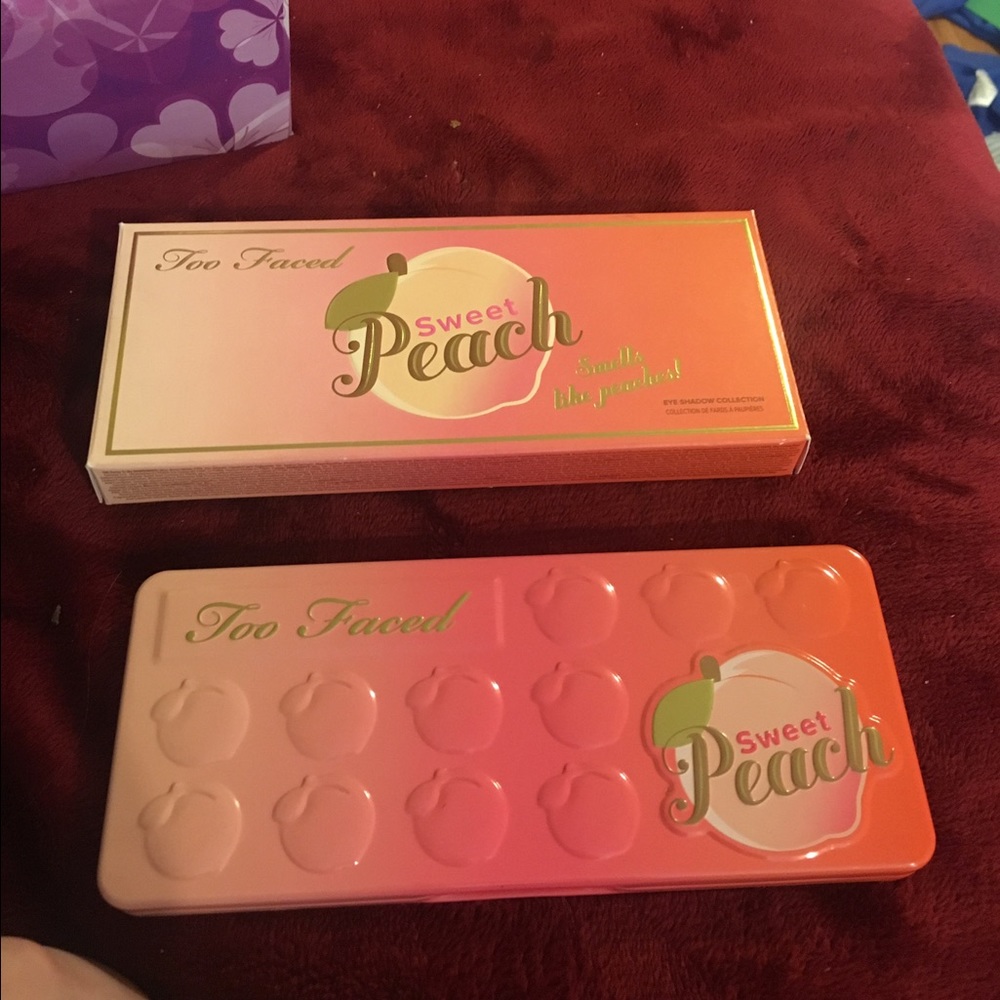 Too Faced
Sweet
Peach
Smells
like peaches!
EYE SHADOW COLLECTION
COLLECTION DE FARDS À PAUPIÈRES
Too Faced
Sweet
Peach